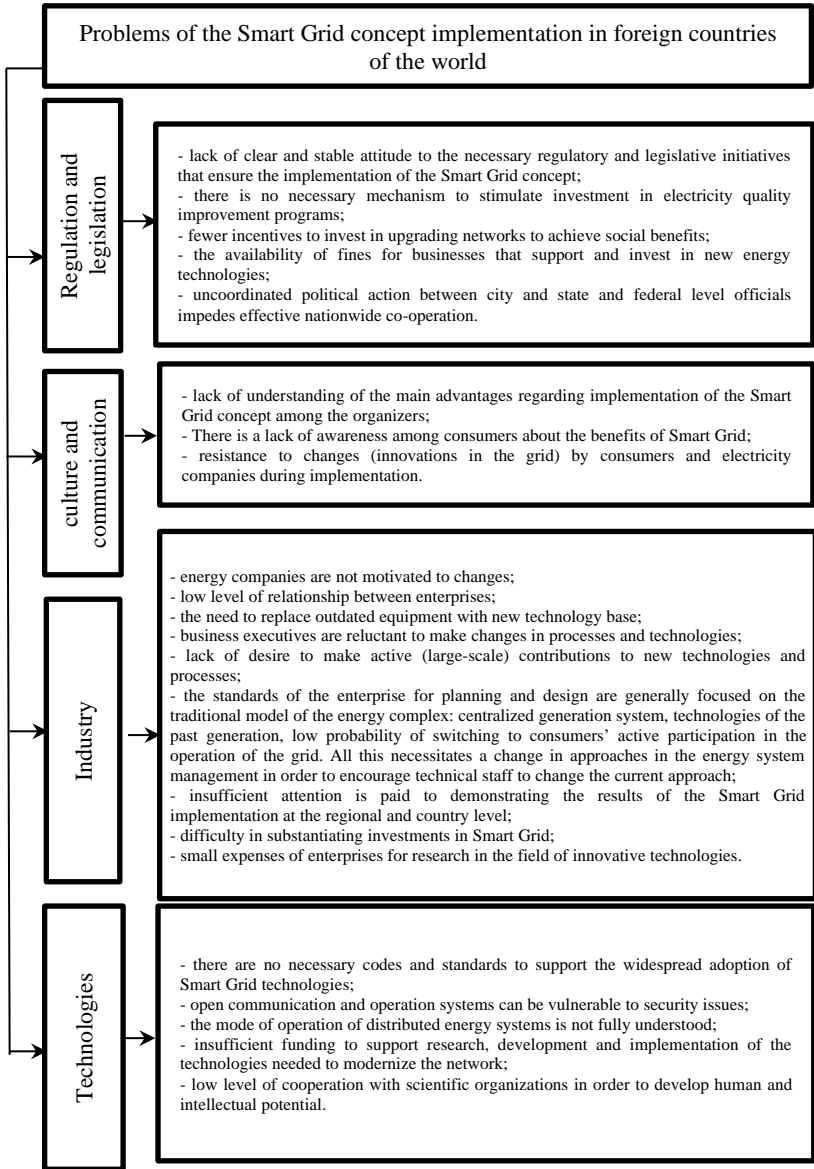 Problems of the Smart Grid concept implementation in foreign countries
of the world
Regulation and
legislation
- lack of clear and stable attitude to the necessary regulatory and legislative initiatives
that ensure the implementation of the Smart Grid concept;
- there is no necessary mechanism to stimulate investment in electricity quality
improvement programs;
- fewer incentives to invest in upgrading networks to achieve social benefits;
- the availability of fines for businesses that support and invest in new energy
technologies;
- uncoordinated political action between city and state and federal level officials
impedes effective nationwide co-operation.
culture and
communication
- lack of understanding of the main advantages regarding implementation of the Smart
Grid concept among the organizers;
- There is a lack of awareness among consumers about the benefits of Smart Grid;
- resistance to changes (innovations in the grid) by consumers and electricity
companies during implementation.
Industry
- energy companies are not motivated to changes;
- low level of relationship between enterprises;
- the need to replace outdated equipment with new technology base;
- business executives are reluctant to make changes in processes and technologies;
- lack of desire to make active (large-scale) contributions to new technologies and
processes;
- the standards of the enterprise for planning and design are generally focused on the
traditional model of the energy complex: centralized generation system, technologies of the
past generation, low probability of switching to consumers’ active participation in the
operation of the grid. All this necessitates a change in approaches in the energy system
management in order to encourage technical staff to change the current approach;
- insufficient attention is paid to demonstrating the results of the Smart Grid
implementation at the regional and country level;
- difficulty in substantiating investments in Smart Grid;
- small expenses of enterprises for research in the field of innovative technologies.
Technologies
- there are no necessary codes and standards to support the widespread adoption of
Smart Grid technologies;
- open communication and operation systems can be vulnerable to security issues;
- the mode of operation of distributed energy systems is not fully understood;
- insufficient funding to support research, development and implementation of the
technologies needed to modernize the network;
- low level of cooperation with scientific organizations in order to develop human and
intellectual potential.